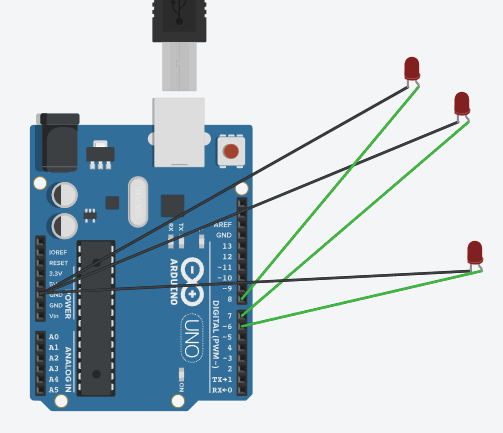 AREF
GND
13
12
~11
~10
~9
8
7
~6
~5
4
~3
2
TX→1
RX←0
DIGITAL (PWM~)
IOREF
RESET
3.3V
5V
GND
GND
Vin
POWER
A0
A1
A2
A3
A4
A5
ANALOG IN
RX
TX
L
ARDUINO
UNO
ON